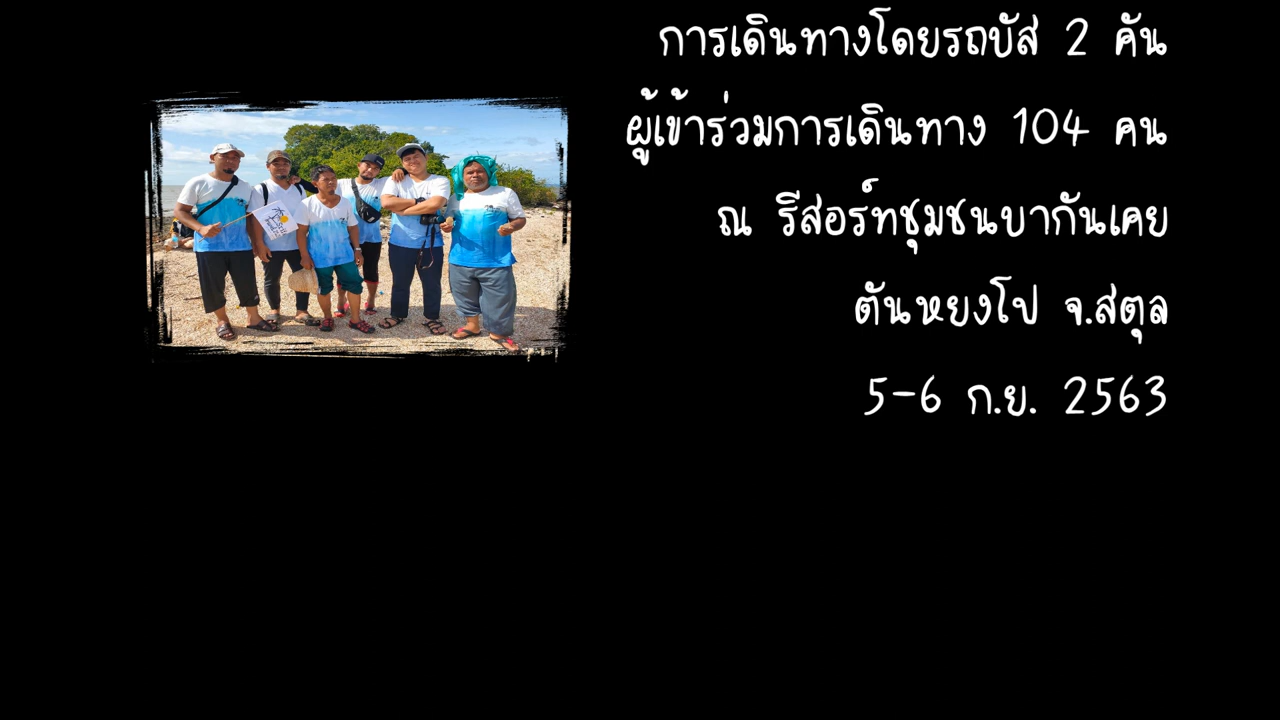 การเดินทางโดยรถบัส 2 คัน
ผู้เข้าร่วมการเดินทาง 104 คน
ณ รีสอร์ทชุมชนบากันเคย
ตันหยงโป จ.สตุล
5-6 ก.ย. 2563